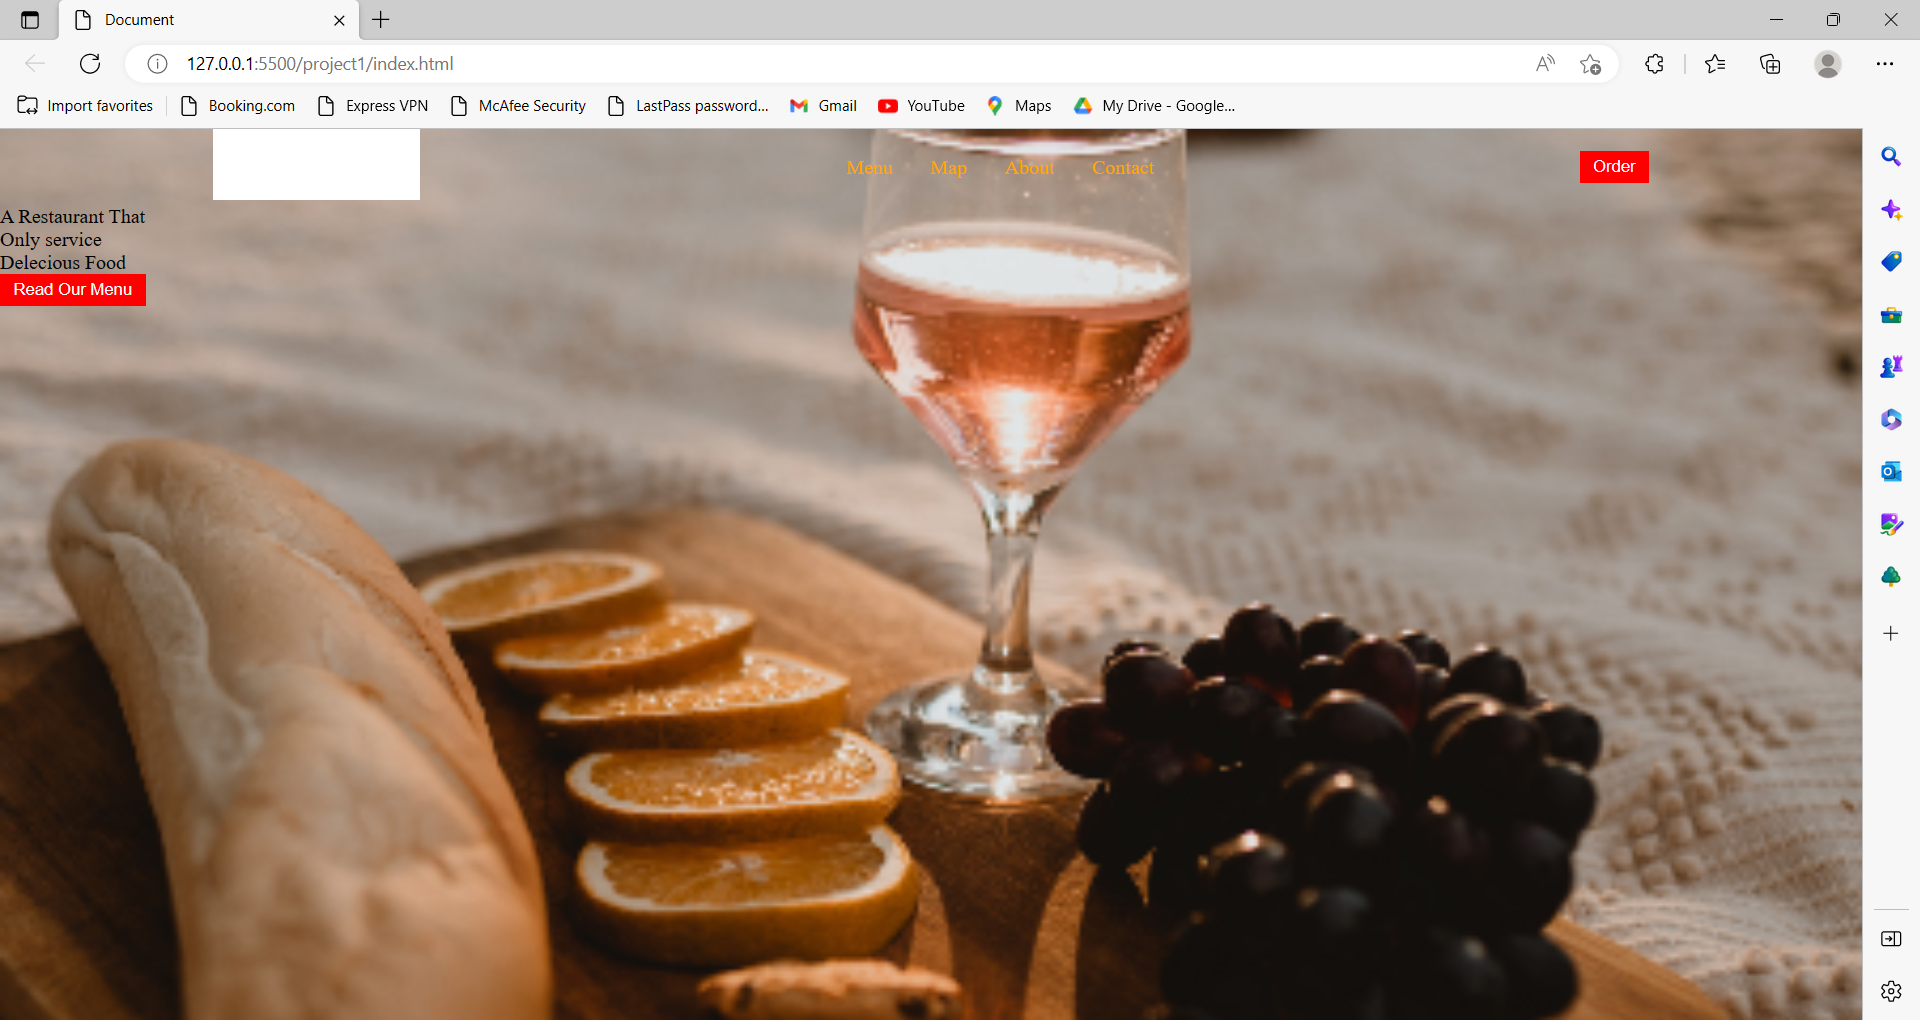 Document
127.0.0.1:5500/project1/index.html
Import favorites Booking.com Express VPN McAfee Security LastPass password... Gmail YouTube Maps My Drive - Google...
Menu Map About Contact Order
A Restaurant That
Only service
Delecious Food
Read Our Menu